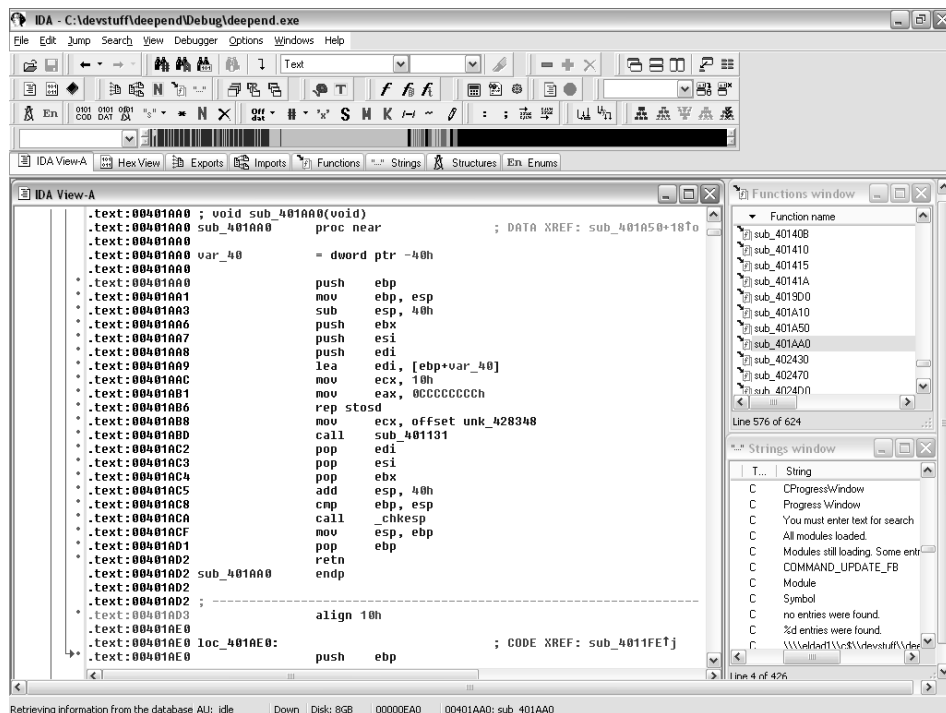 IDA - C:\devstuff\deepend\Debug\deepend.exe
File Edit Jump Search View Debugger Options Windows Help
Text
En
IDA View-A Hex View Exports Imports Functions Strings Structures En Enums
IDA View-A
.text:00401AA0 ; void sub_401AA0(void)
.text:00401AA0 sub_401AA0 proc near ; DATA XREF: sub_401A50+18↑o
.text:00401AA0
.text:00401AA0 var_40 = dword ptr -40h
.text:00401AA0
.text:00401AA0 push ebp
.text:00401AA1 mov ebp, esp
.text:00401AA3 sub esp, 40h
.text:00401AA6 push ebx
.text:00401AA7 push esi
.text:00401AA8 push edi
.text:00401AA9 lea edi, [ebp+var_40]
.text:00401AAC mov ecx, 10h
.text:00401AB1 mov eax, 0CCCCCCCCh
.text:00401AB6 rep stosd
.text:00401AB8 mov ecx, offset unk_428348
.text:00401ABD call sub_401131
.text:00401AC2 pop edi
.text:00401AC3 pop esi
.text:00401AC4 pop ebx
.text:00401AC5 add esp, 40h
.text:00401AC8 cmp ebp, esp
.text:00401ACA call _chkesp
.text:00401ACF mov esp, ebp
.text:00401AD1 pop ebp
.text:00401AD2 retn
.text:00401AD2 sub_401AA0 endp
.text:00401AD2
.text:00401AD2 ; ---------------------------------------------------------------
.text:00401AD3 align 10h
.text:00401AE0
.text:00401AE0 loc_401AE0: ; CODE XREF: sub_4011FE↑j
.text:00401AE0 push ebp
Functions window
Function name
sub_40140B
sub_401410
sub_401415
sub_40141A
sub_4019D0
sub_401A10
sub_401A50
sub_401AA0
sub_402430
sub_402470
sub_4024D0
Line 576 of 624
Strings window
T... String
C CProgressWindow
C Progress Window
C You must enter text for search
C All modules loaded.
C Modules still loading. Some entr
C COMMAND_UPDATE_FB
C Module
C Symbol
C no entries were found.
C %d entries were found.
C \\\\eldad1\\c$\\devstuff\\dee
Line 4 of 426
Retrieving information from the database AU: idle Down Disk: 8GB 00000EA0 00401AA0: sub_401AA0